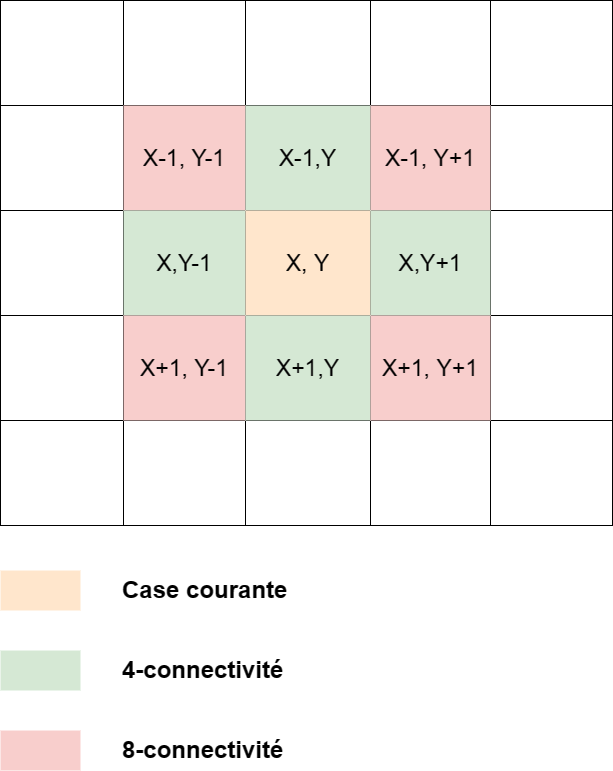 X-1, Y-1 X-1,Y X-1, Y+1
X,Y-1 X, Y X,Y+1
X+1, Y-1 X+1,Y X+1, Y+1
Case courante
4-connectivité
8-connectivité